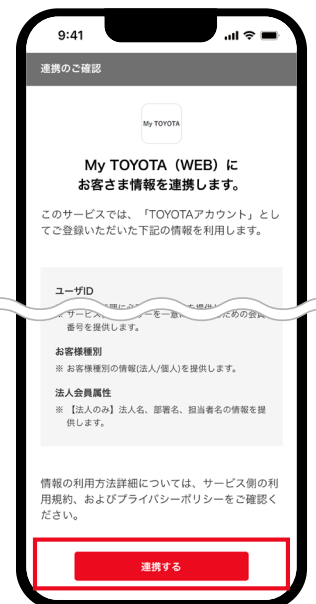 9:41
連携のご確認
My TOYOTA
My TOYOTA（WEB）に
お客さま情報を連携します。
このサービスでは、「TOYOTAアカウント」とし
てご登録いただいた下記の情報を利用します。
ユーザID
番号を提供します。
お客様種別
※ お客様種別の情報(法人/個人)を提供します。
法人会員属性
※ 【法人のみ】法人名、部署名、担当者名の情報を提
供します。
情報の利用方法詳細については、サービス側の利
用規約、およびプライバシーポリシーをご確認く
ださい。
連携する